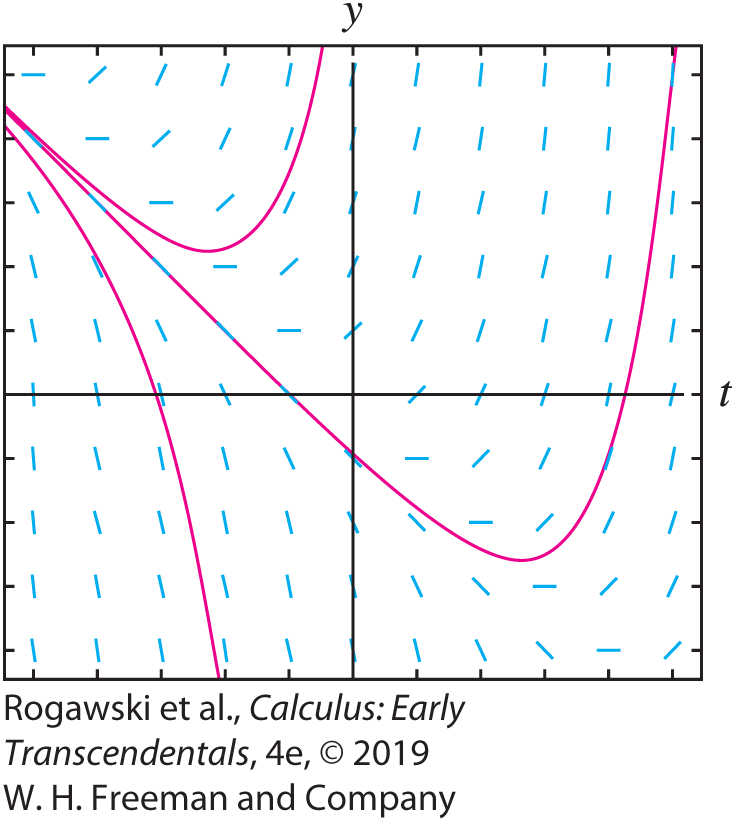 y
t
Rogawski et al., Calculus: Early
Transcendentals, 4e, © 2019
W. H. Freeman and Company